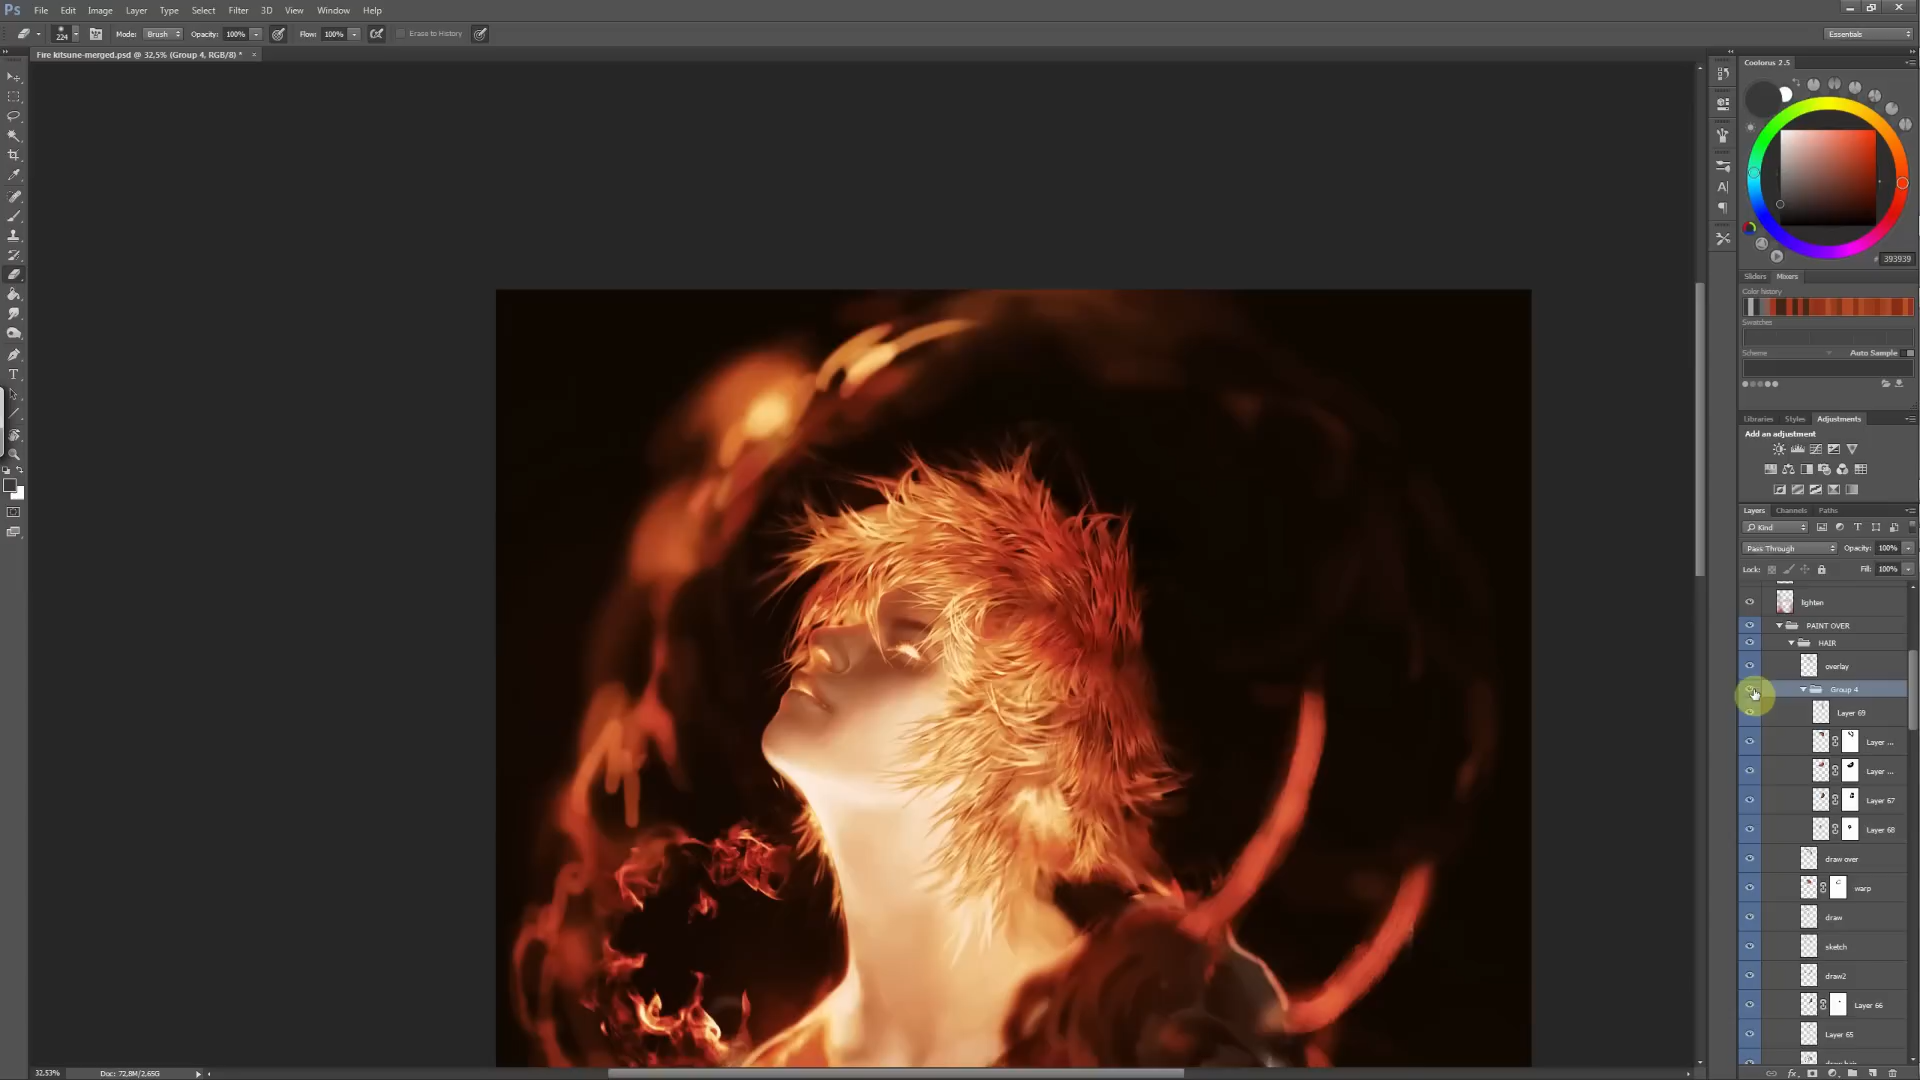 Ps File Edit Image Layer Type Select Filter 3D View Window Help
224 Mode: Brush Opacity: 100% Flow: 100% Erase to History Essentials
Fire kitsune-merged.psd @ 32,5% (Group 4, RGB/8) * ×
Coolorus 2.5
# 393939
Sliders Mixers
Color history
Swatches
Scheme Auto Sample
Libraries Styles Adjustments
Add an adjustment
Layers Channels Paths
Kind
Pass Through Opacity: 100%
Lock: Fill: 100%
lighten
PAINT OVER
HAIR
overlay
Group 4
Layer 69
Layer ...
Layer ...
Layer 67
Layer 68
draw over
warp
draw
sketch
draw2
Layer 66
Layer 65
32.53% Doc: 72,8M/2,65G